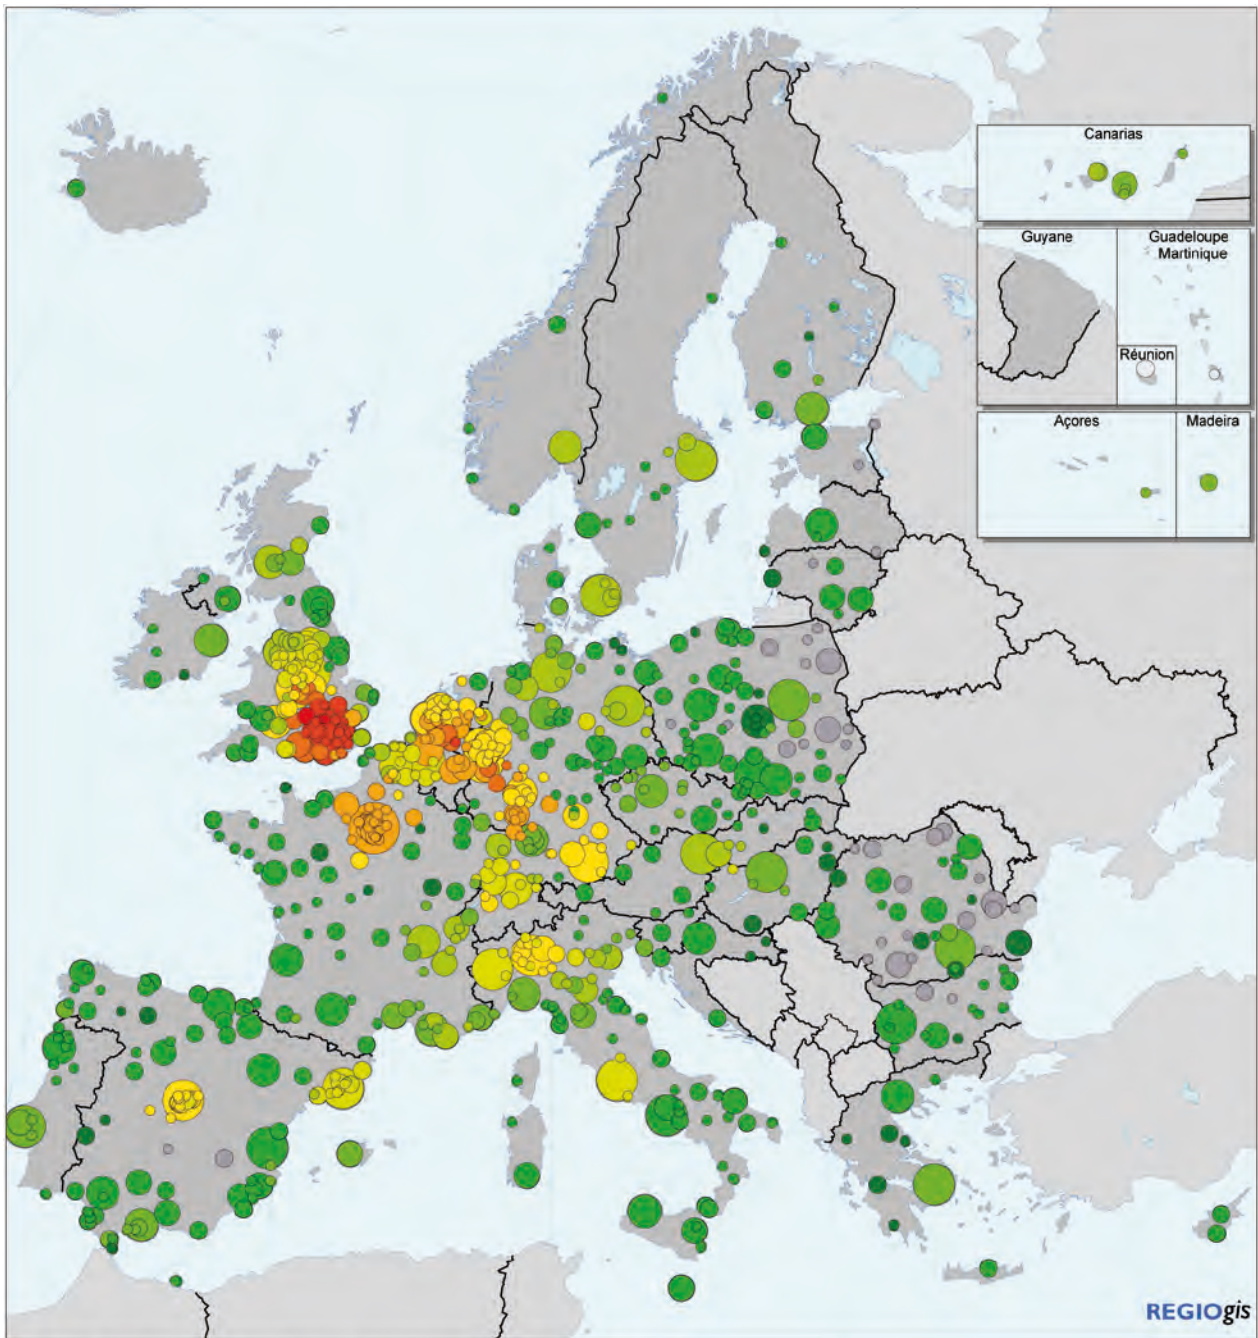 Canarias
Guyane
Guadeloupe
Martinique
Réunion
Açores
Madeira
REGIOgis